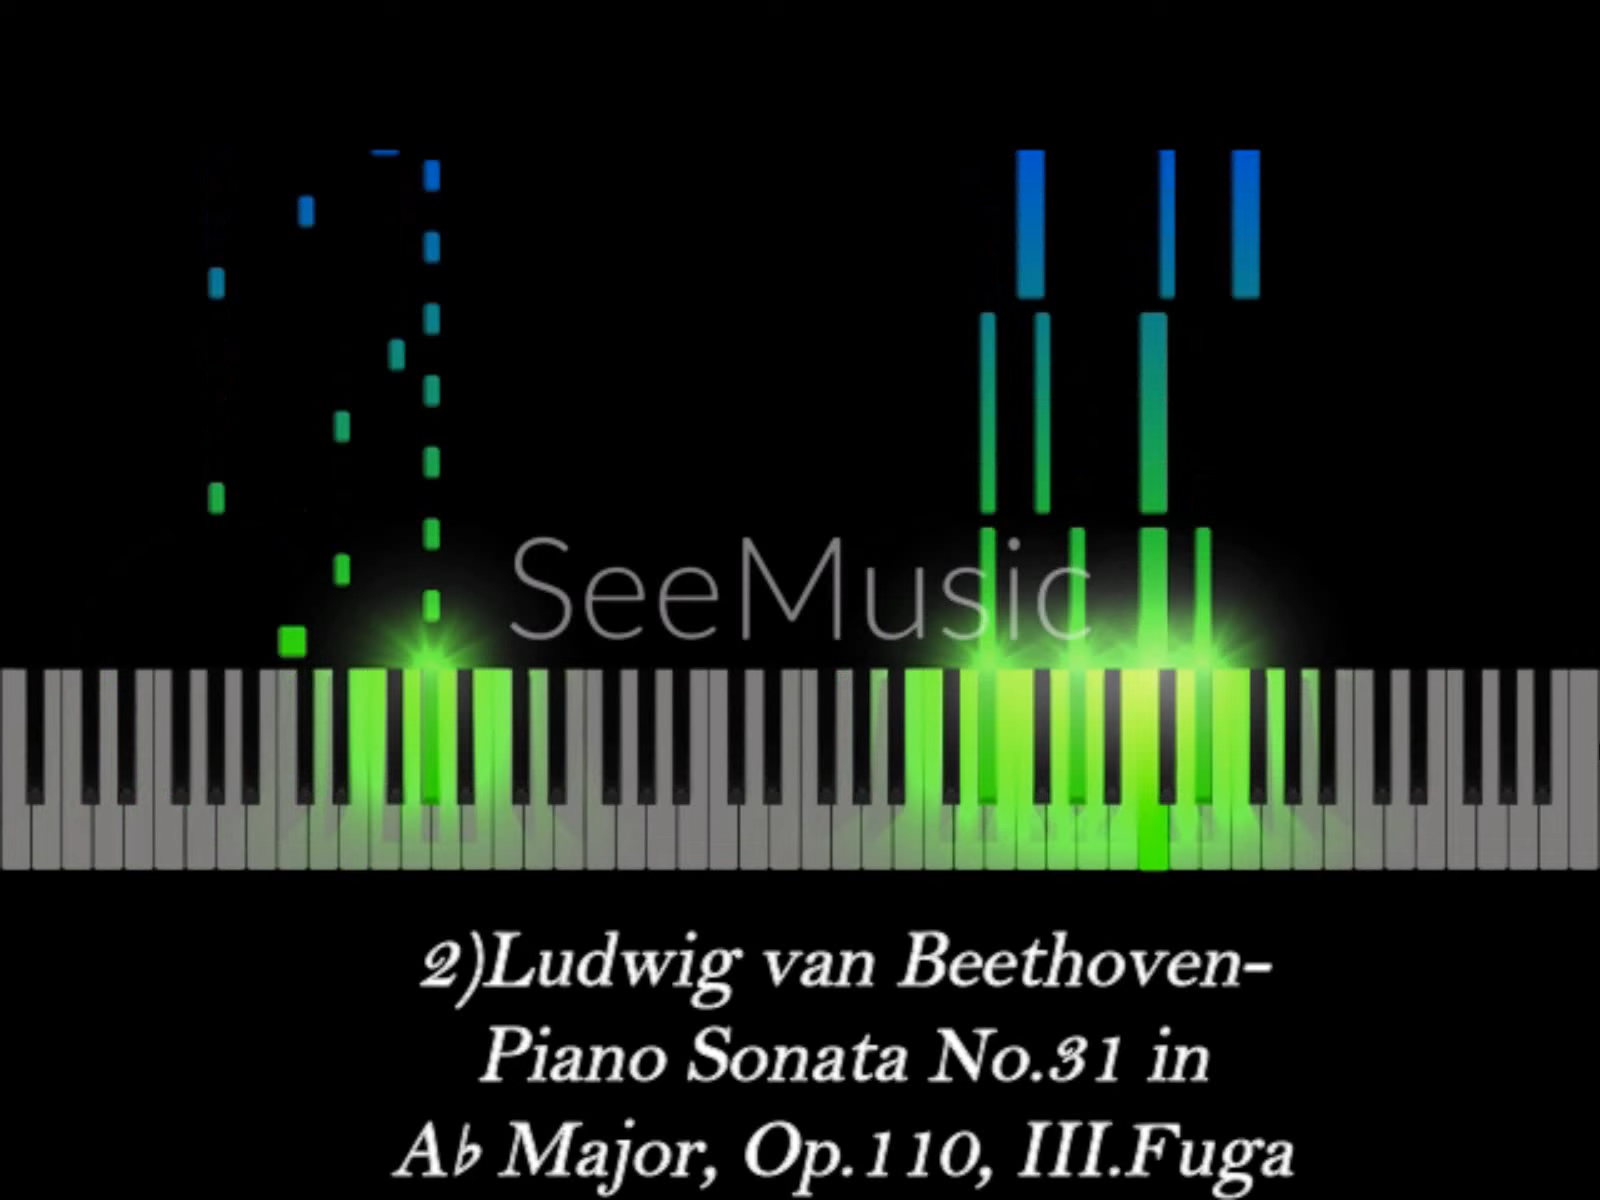 SeeMusic
2)Ludwig van Beethoven-
Piano Sonata No.31 in
A♭ Major, Op.110, III.Fuga